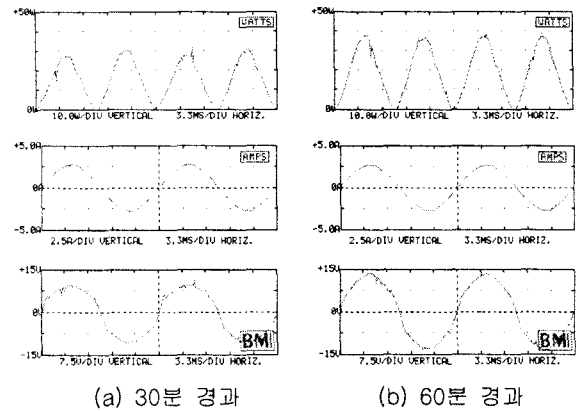 +50W
WATTS
0W
10.0W/DIV VERTICAL 3.3MS/DIV HORIZ.
+5.0A
AMPS
0A
-5.0A
2.5A/DIV VERTICAL 3.3MS/DIV HORIZ.
+15V
0V
BMI
-15V
7.5V/DIV VERTICAL 3.3MS/DIV HORIZ.
(a) 30분 경과
+50W
WATTS
0W
10.0W/DIV VERTICAL 3.3MS/DIV HORIZ.
+5.0A
AMPS
0A
-5.0A
2.5A/DIV VERTICAL 3.3MS/DIV HORIZ.
+15V
0V
BMI
-15V
7.5V/DIV VERTICAL 3.3MS/DIV HORIZ.
(b) 60분 경과